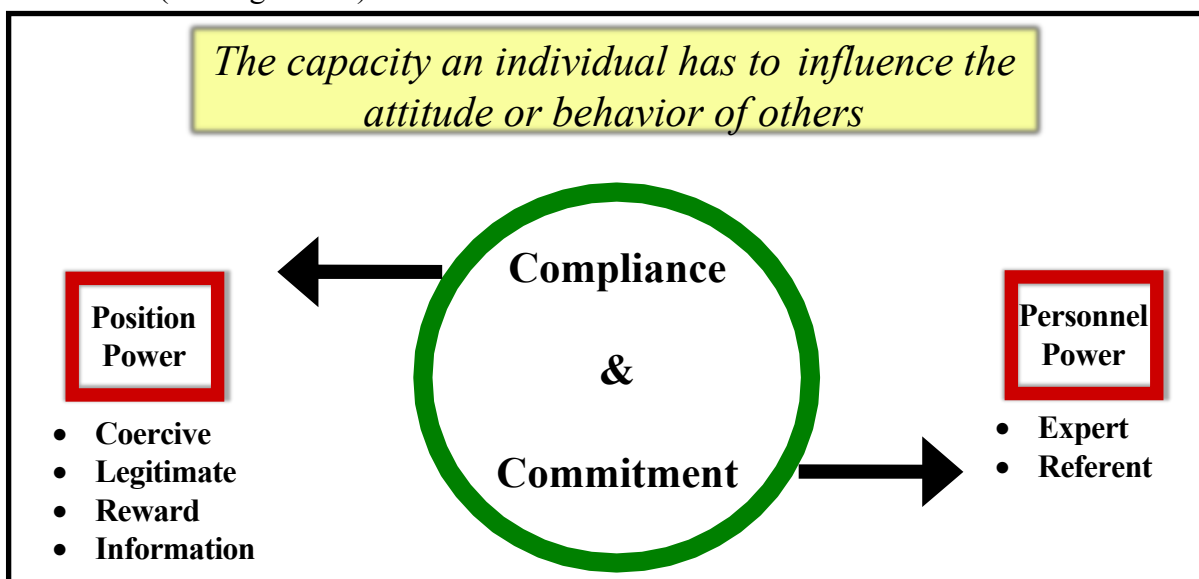 The capacity an individual has to influence the
attitude or behavior of others
Compliance
&
Commitment
Position
Power
• Coercive
• Legitimate
• Reward
• Information
Personnel
Power
• Expert
• Referent